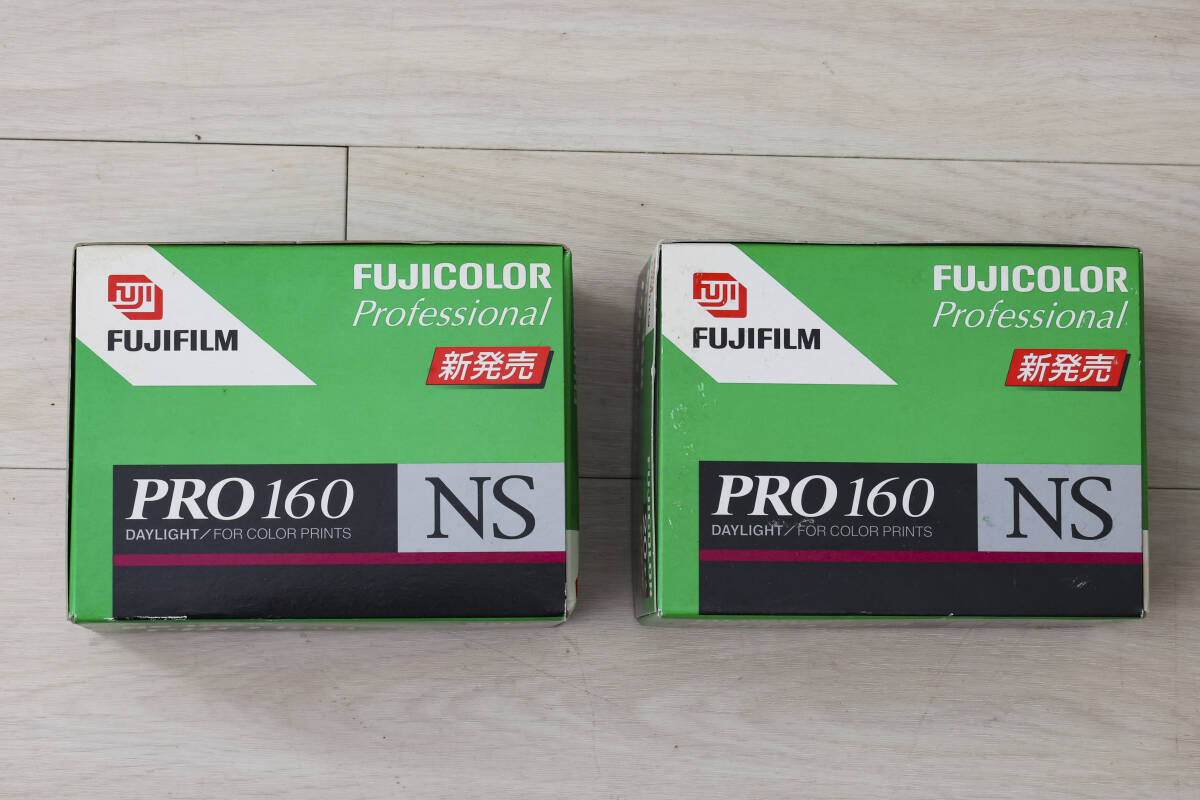 FUJI
FUJIFILM
FUJICOLOR
Professional
新発売
PRO 160
NS
DAYLIGHT/FOR COLOR PRINTS
FUJI
FUJIFILM
FUJICOLOR
Professional
新発売
PRO 160
NS
DAYLIGHT/FOR COLOR PRINTS